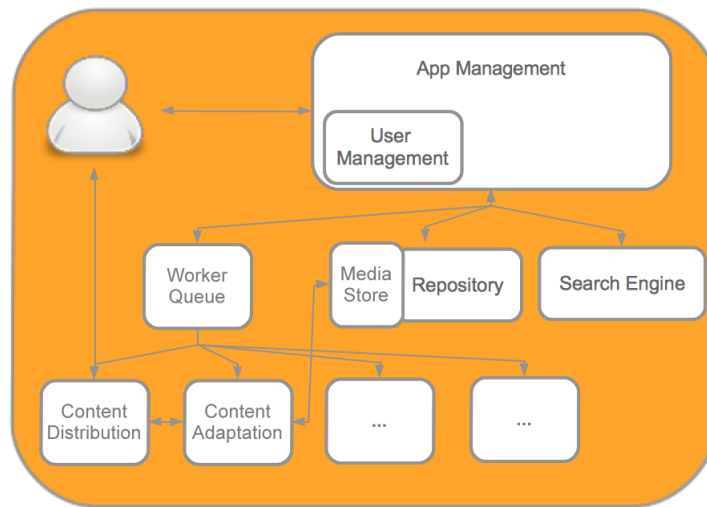 App Management
User
Management
Worker
Queue
Media
Store
Repository
Search Engine
Content
Distribution
Content
Adaptation
...
...